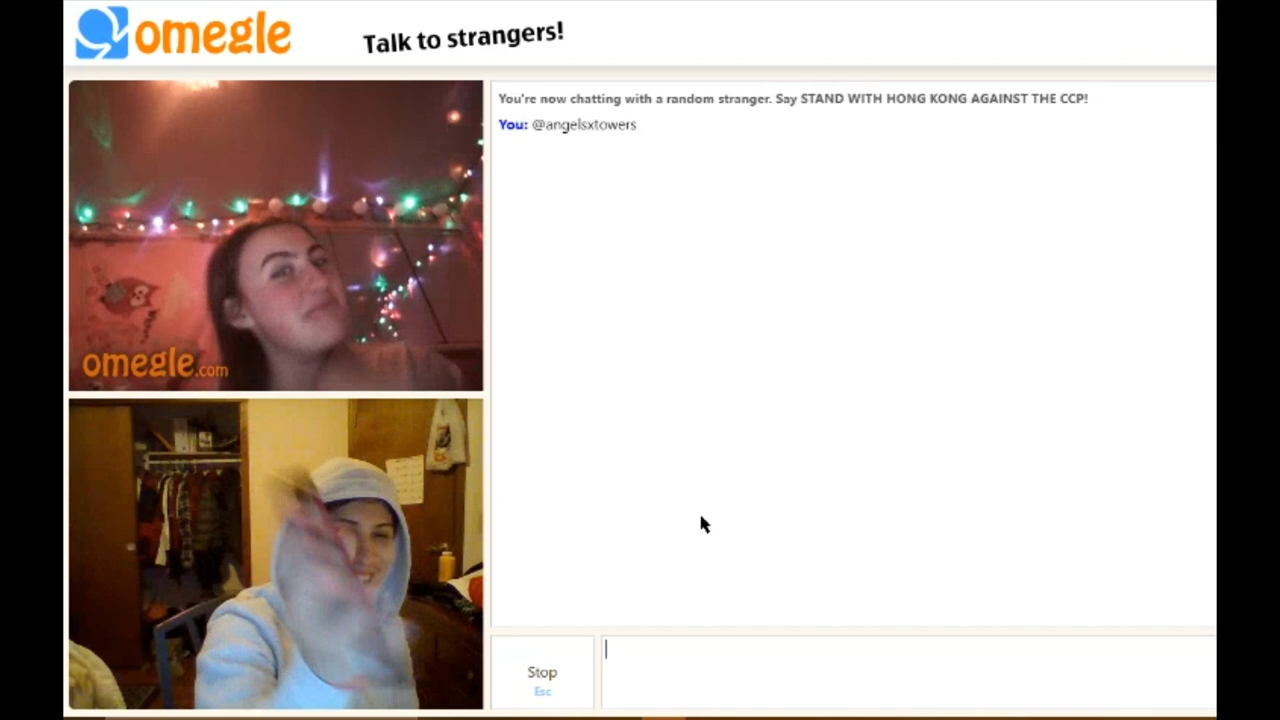 omegle
Talk to strangers!
You're now chatting with a random stranger. Say STAND WITH HONG KONG AGAINST THE CCP!
You: @angelsxtowers
omegle.com
Stop
Esc